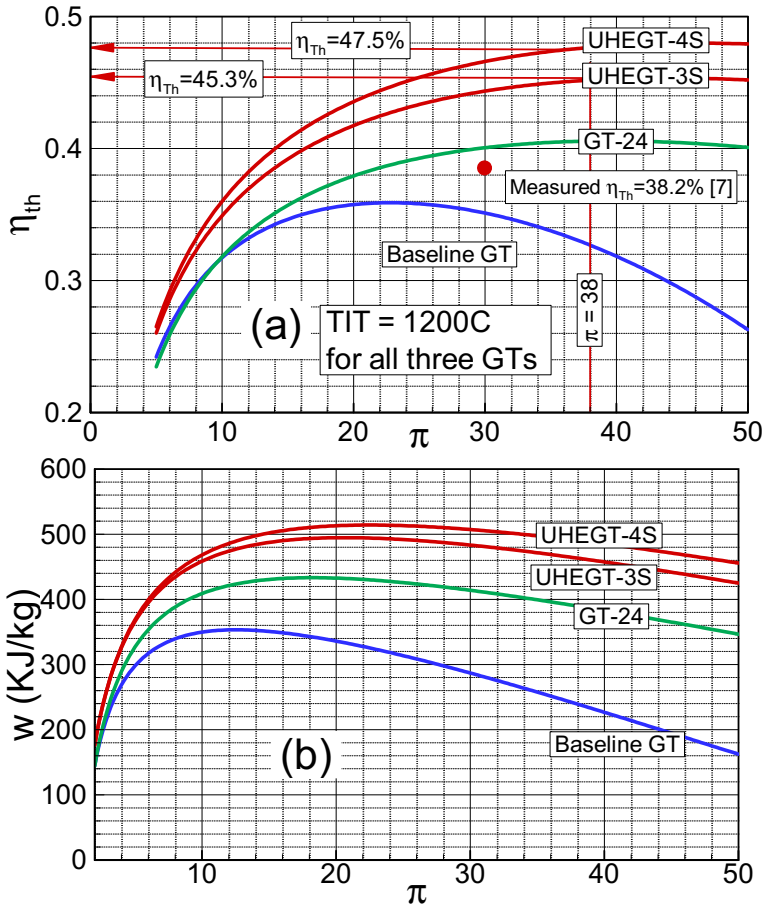 0.5
UHEGT-4S
η_Th=47.5%
η_Th=45.3%
UHEGT-3S
0.4
GT-24
Measured η_Th=38.2% [7]
η_th
0.3
Baseline GT
π = 38
(a)
TIT = 1200C
for all three GTs
0.2
0 10 20 30 40 50
π
600
500
UHEGT-4S
UHEGT-3S
400
GT-24
w (KJ/kg)
300
200
Baseline GT
(b)
100
0
10 20 30 40 50
π